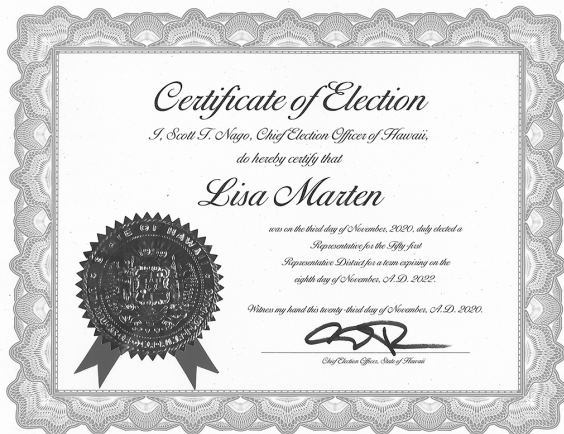 Certificate of Election
I, Scott T. Nago, Chief Election Officer of Hawaii,
do hereby certify that
Lisa Marten
was on the third day of November, 2020, duly elected a
Representative for the Fifty-first
Representative District for a term expiring on the
eighth day of November, A.D. 2022.
Witness my hand this twenty-third day of November, A.D. 2020.
Chief Election Officer, State of Hawaii